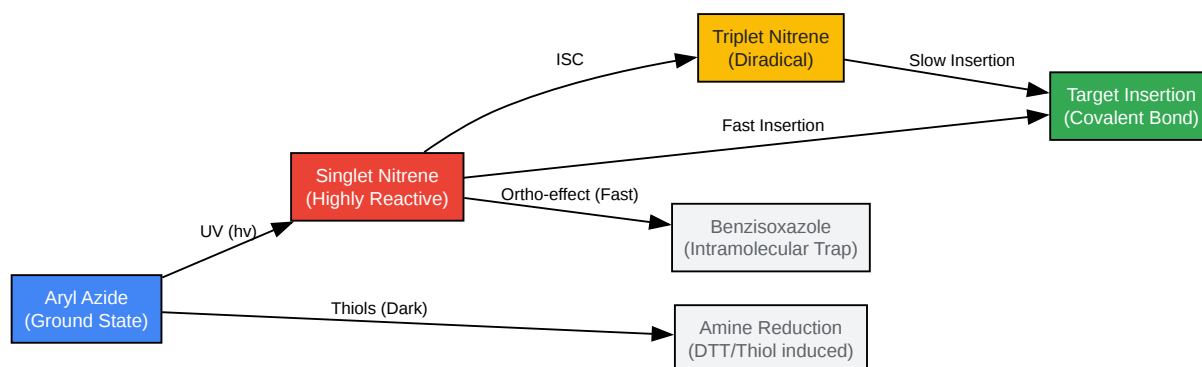 Triplet Nitrene
(Diradical)
ISC
Slow Insertion
Target Insertion
(Covalent Bond)
Fast Insertion
Singlet Nitrene
(Highly Reactive)
Ortho-effect (Fast)
Benzisoxazole
(Intramolecular Trap)
UV (hv)
Aryl Azide
(Ground State)
Thiols (Dark)
Amine Reduction
(DTT/Thiol induced)